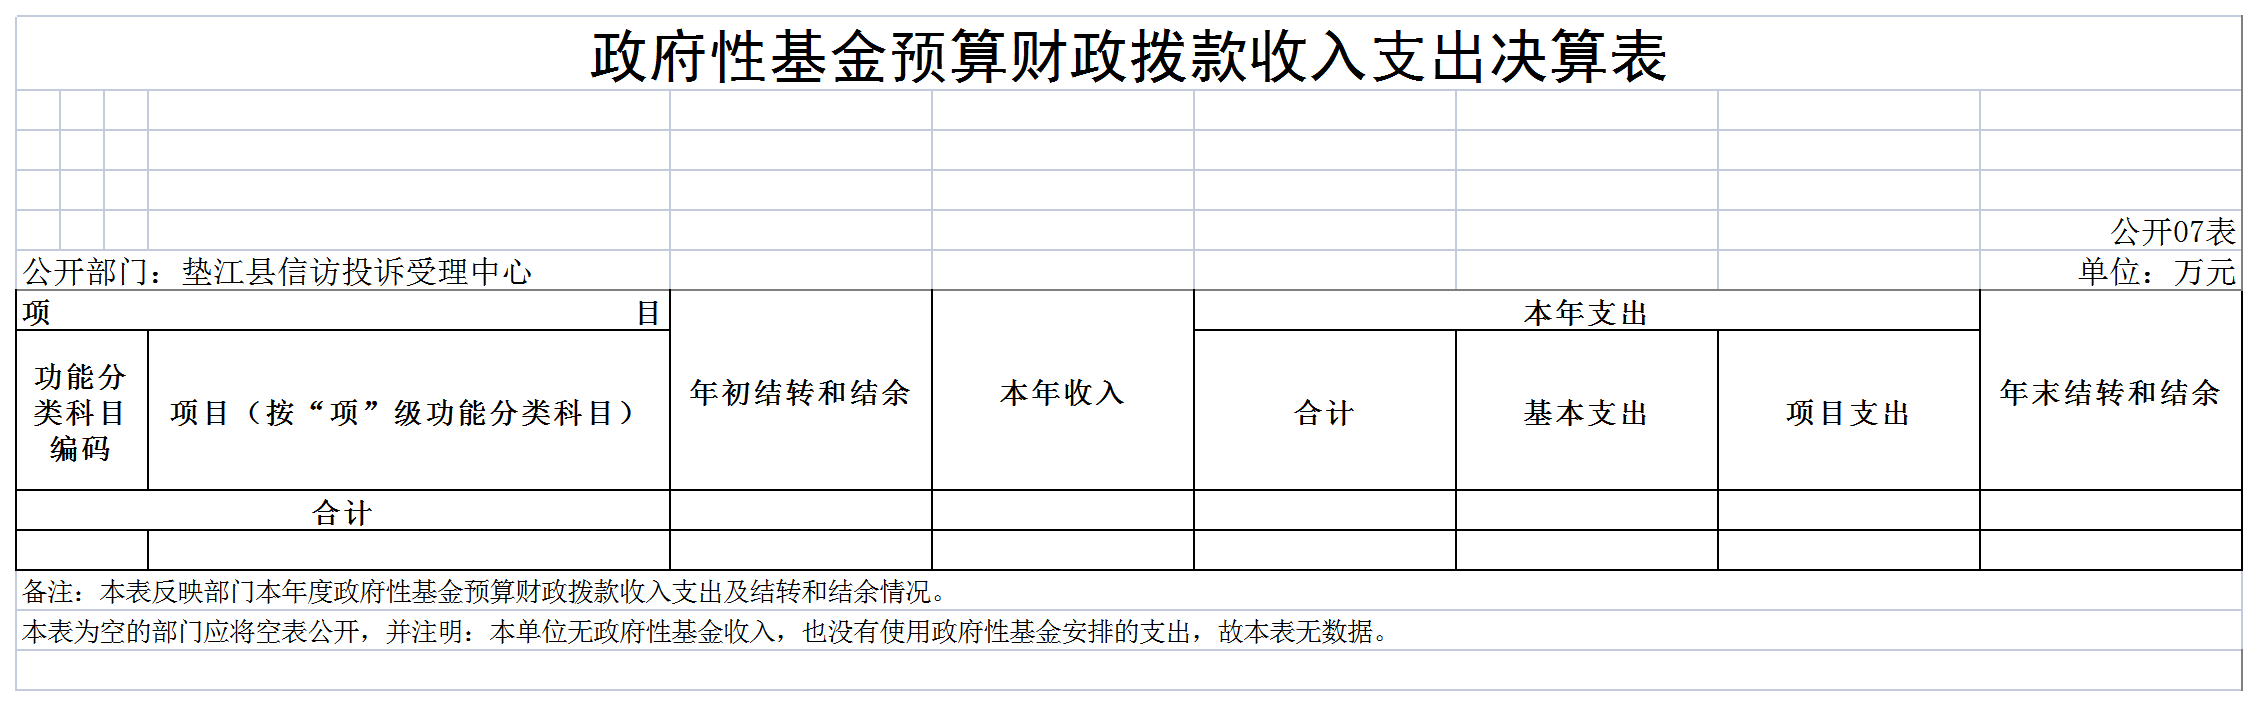 政府性基金预算财政拨款收入支出决算表
公开07表
公开部门：垫江县信访投诉受理中心 单位：万元
项 目 年初结转和结余 本年收入 本年支出 年末结转和结余
功能分类科目编码 项目（按“项”级功能分类科目） 合计 基本支出 项目支出
合计
备注：本表反映部门本年度政府性基金预算财政拨款收入支出及结转和结余情况。
本表为空的部门应将空表公开，并注明：本单位无政府性基金收入，也没有使用政府性基金安排的支出，故本表无数据。